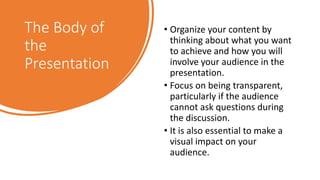 The Body of
the
Presentation
• Organize your content by
thinking about what you want
to achieve and how you will
involve your audience in the
presentation.
• Focus on being transparent,
particularly if the audience
cannot ask questions during
the discussion.
• It is also essential to make a
visual impact on your
audience.